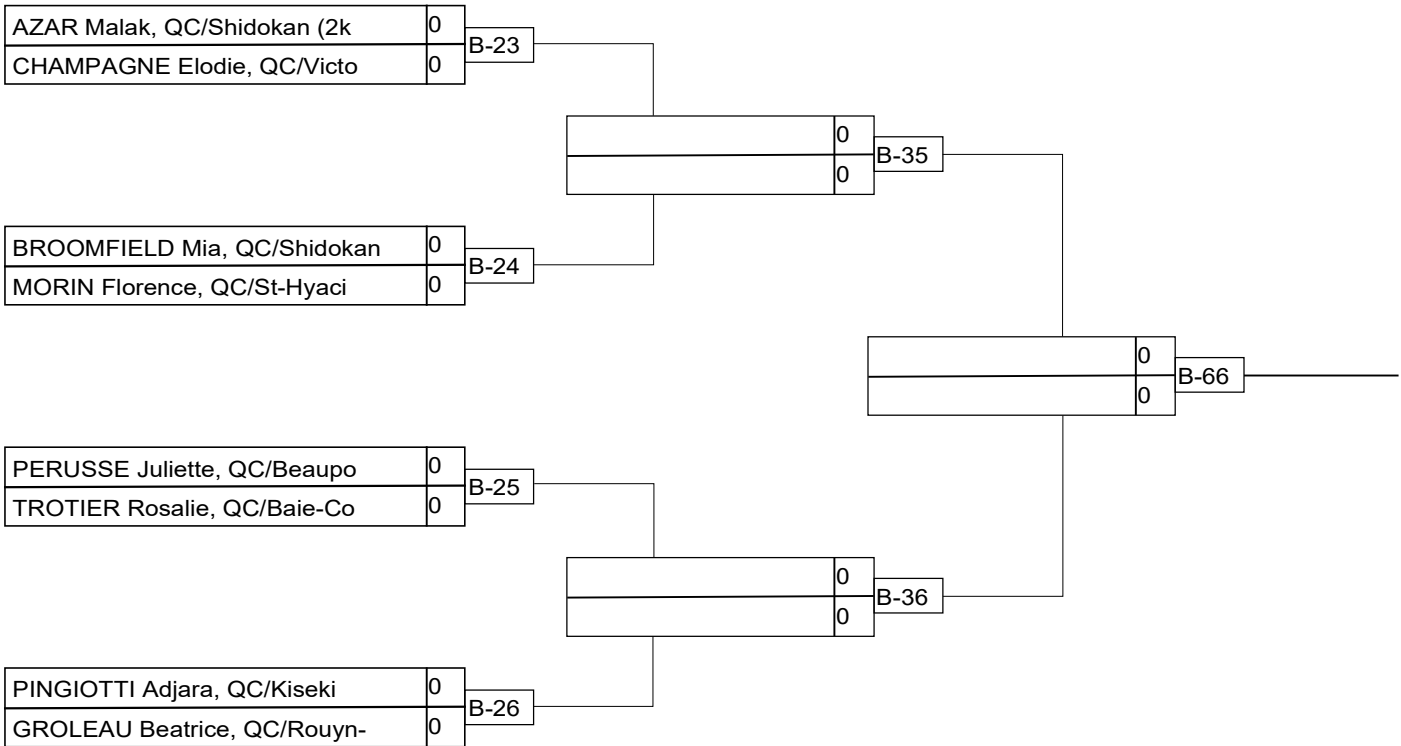 AZAR Malak, QC/Shidokan (2k 0
B-23
CHAMPAGNE Elodie, QC/Victo 0
0
B-35
0
BROOMFIELD Mia, QC/Shidokan 0
B-24
MORIN Florence, QC/St-Hyaci 0
0
B-66
0
PERUSSE Juliette, QC/Beaupo 0
B-25
TROTIER Rosalie, QC/Baie-Co 0
0
B-36
0
PINGIOTTI Adjara, QC/Kiseki 0
B-26
GROLEAU Beatrice, QC/Rouyn- 0